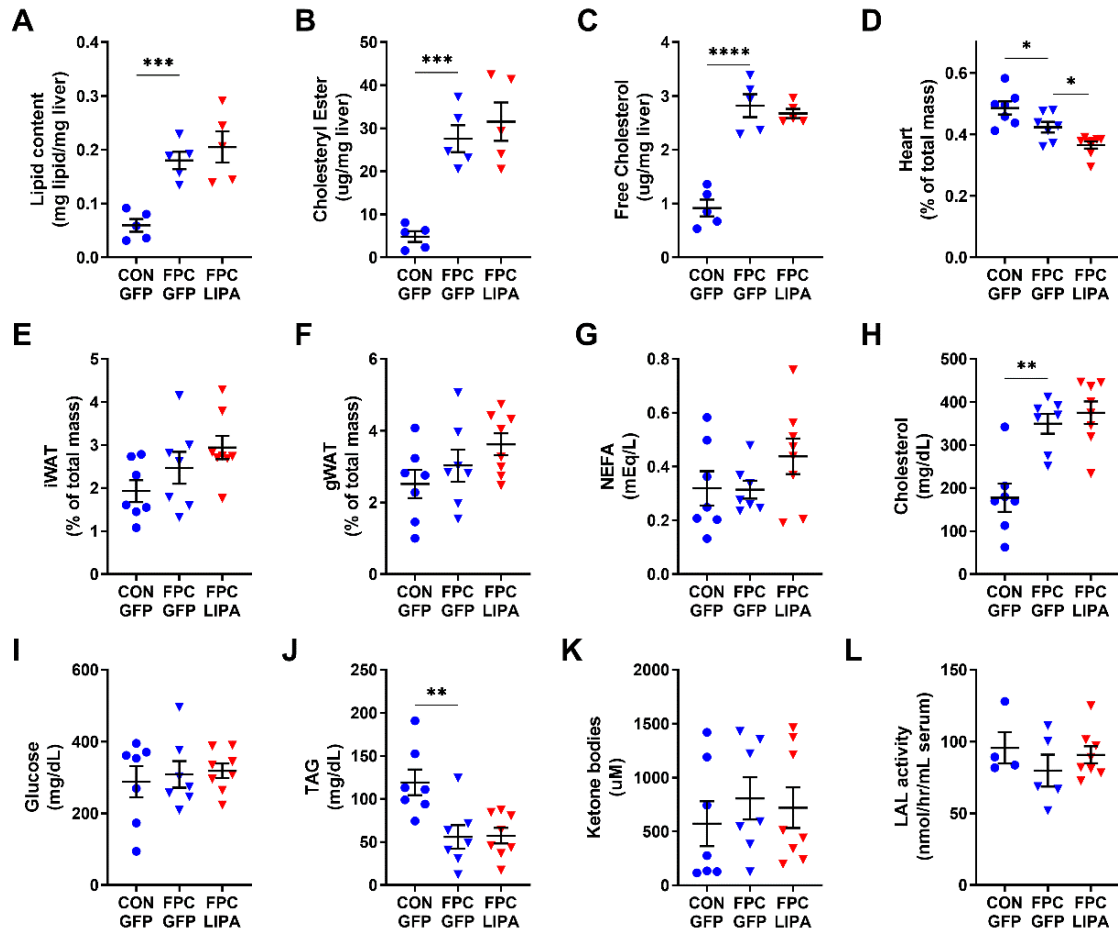 A
Lipid content
(mg lipid/mg liver)
0.4
0.3
0.2
0.1
0.0
***
CON GFP
FPC GFP
FPC LIPA
B
Cholesteryl Ester
(ug/mg liver)
50
40
30
20
10
0
***
CON GFP
FPC GFP
FPC LIPA
C
Free Cholesterol
(ug/mg liver)
4
3
2
1
0
****
CON GFP
FPC GFP
FPC LIPA
D
Heart
(% of total mass)
0.6
0.4
0.2
0.0
*
*
CON GFP
FPC GFP
FPC LIPA
E
iWAT
(% of total mass)
5
4
3
2
1
0
CON GFP
FPC GFP
FPC LIPA
F
gWAT
(% of total mass)
6
4
2
0
CON GFP
FPC GFP
FPC LIPA
G
NEFA
(mEq/L)
0.8
0.6
0.4
0.2
0.0
CON GFP
FPC GFP
FPC LIPA
H
Cholesterol
(mg/dL)
500
400
300
200
100
0
**
CON GFP
FPC GFP
FPC LIPA
I
Glucose
(mg/dL)
600
400
200
0
CON GFP
FPC GFP
FPC LIPA
J
TAG
(mg/dL)
250
200
150
100
50
0
**
CON GFP
FPC GFP
FPC LIPA
K
Ketone bodies
(uM)
2000
1500
1000
500
0
CON GFP
FPC GFP
FPC LIPA
L
LAL activity
(nmol/hr/mL serum)
150
100
50
0
CON GFP
FPC GFP
FPC LIPA